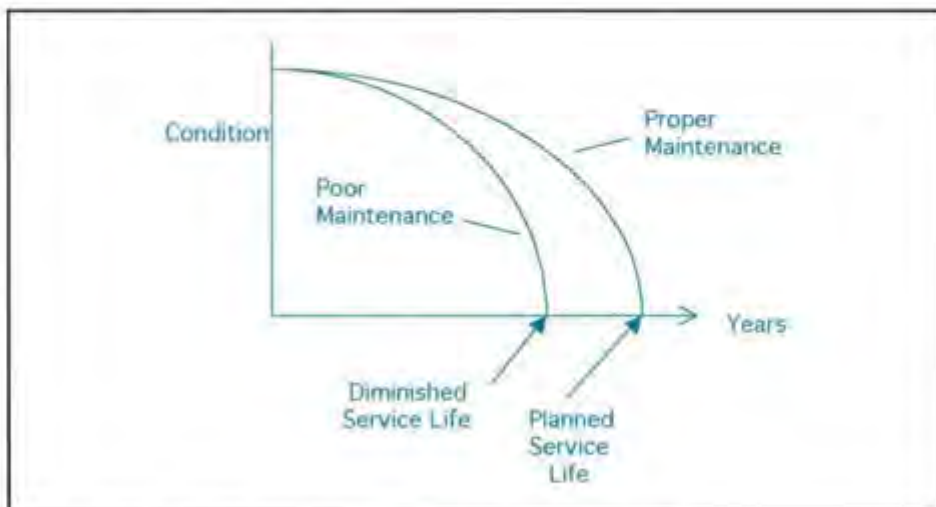 Condition
Proper
Maintenance
Poor
Maintenance
Years
Diminished
Service Life
Planned
Service
Life